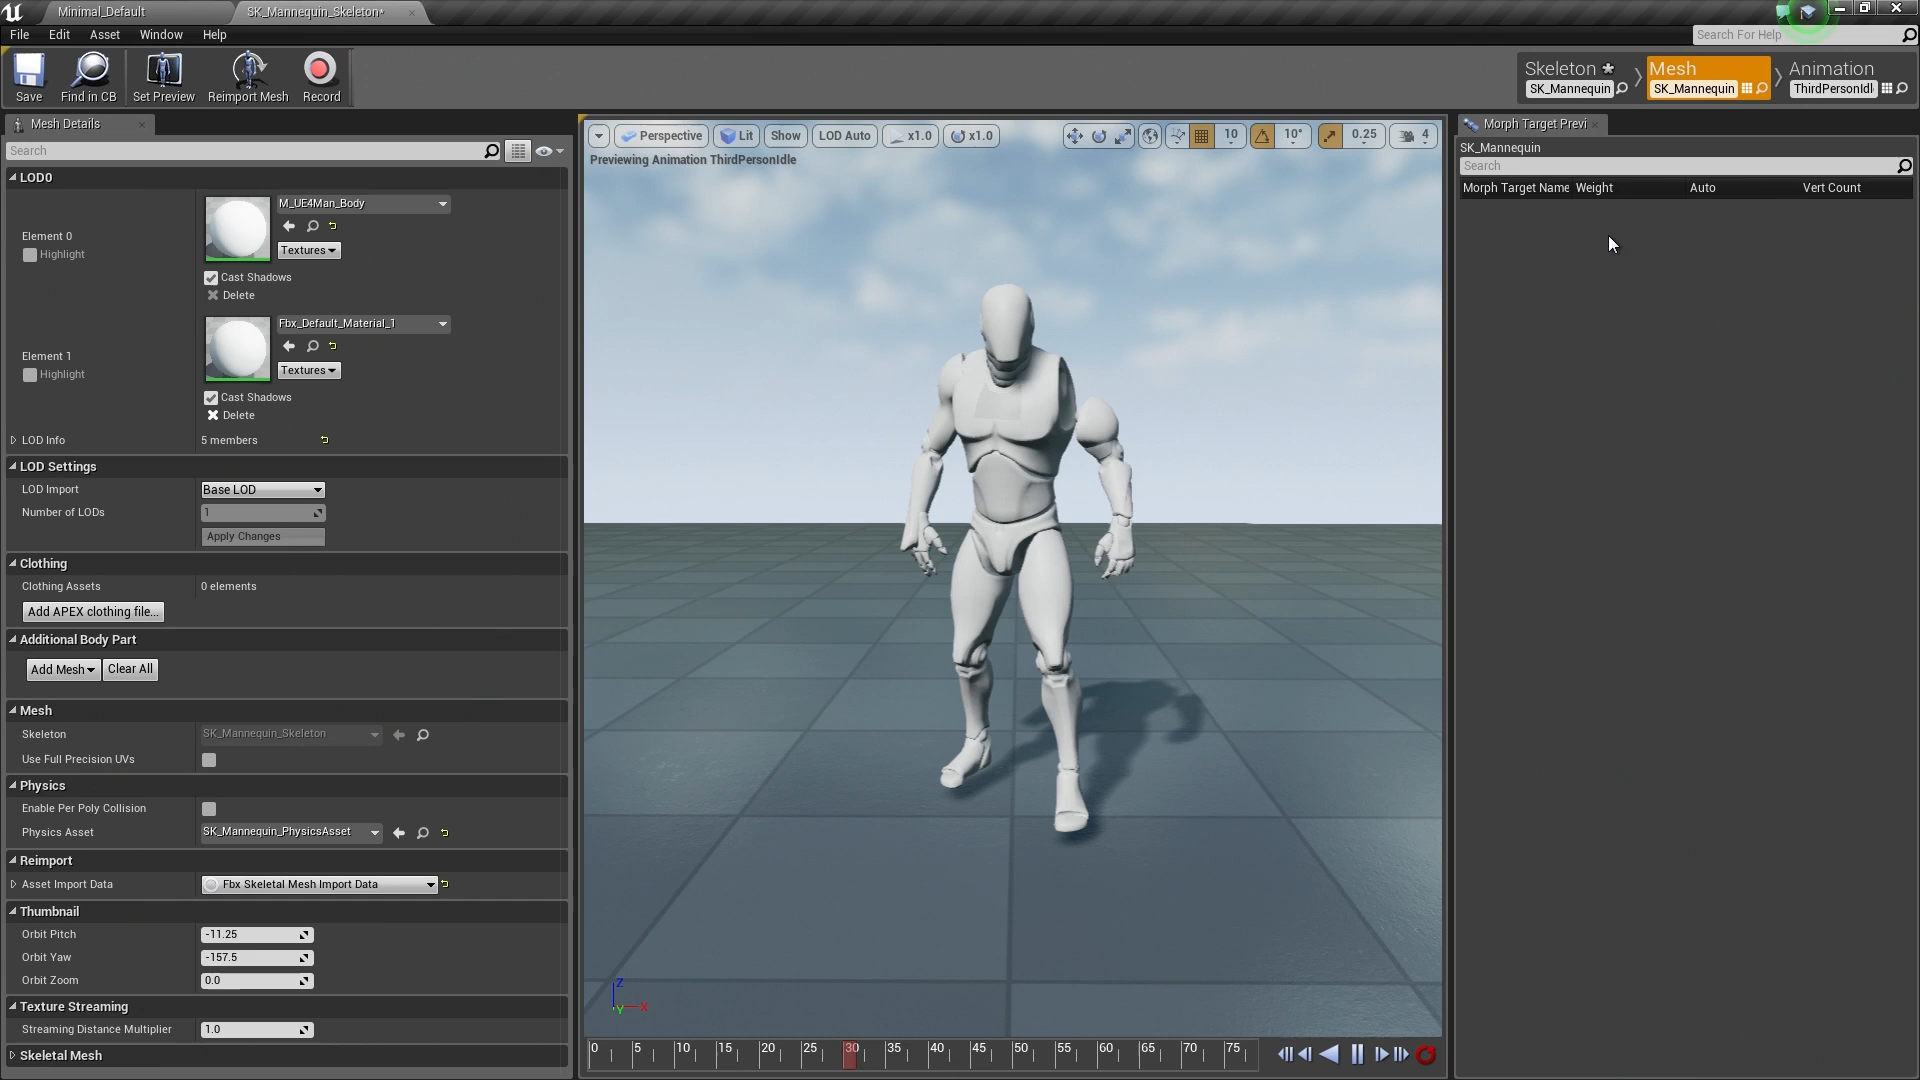 Minimal_Default
SK_Mannequin_Skeleton*
File Edit Asset Window Help
Search For Help
Save
Find in CB
Set Preview
Reimport Mesh
Record
Skeleton *
SK_Mannequin
Mesh
SK_Mannequin
Animation
ThirdPersonIdl
Mesh Details
Search
LOD0
Element 0
Highlight
M_UE4Man_Body
Textures
Cast Shadows
Delete
Element 1
Highlight
Fbx_Default_Material_1
Textures
Cast Shadows
Delete
LOD Info 5 members
LOD Settings
LOD Import Base LOD
Number of LODs 1
Apply Changes
Clothing
Clothing Assets 0 elements
Add APEX clothing file...
Additional Body Part
Add Mesh Clear All
Mesh
Skeleton SK_Mannequin_Skeleton
Use Full Precision UVs
Physics
Enable Per Poly Collision
Physics Asset SK_Mannequin_PhysicsAsset
Reimport
Asset Import Data Fbx Skeletal Mesh Import Data
Thumbnail
Orbit Pitch -11.25
Orbit Yaw -157.5
Orbit Zoom 0.0
Texture Streaming
Streaming Distance Multiplier 1.0
Skeletal Mesh
Perspective Lit Show LOD Auto x1.0 x1.0 10 10° 0.25 4
Previewing Animation ThirdPersonIdle
Z
Y X
0 5 10 15 20 25 30 35 40 45 50 55 60 65 70 75
Morph Target Previ
SK_Mannequin
Search
Morph Target Name Weight Auto Vert Count